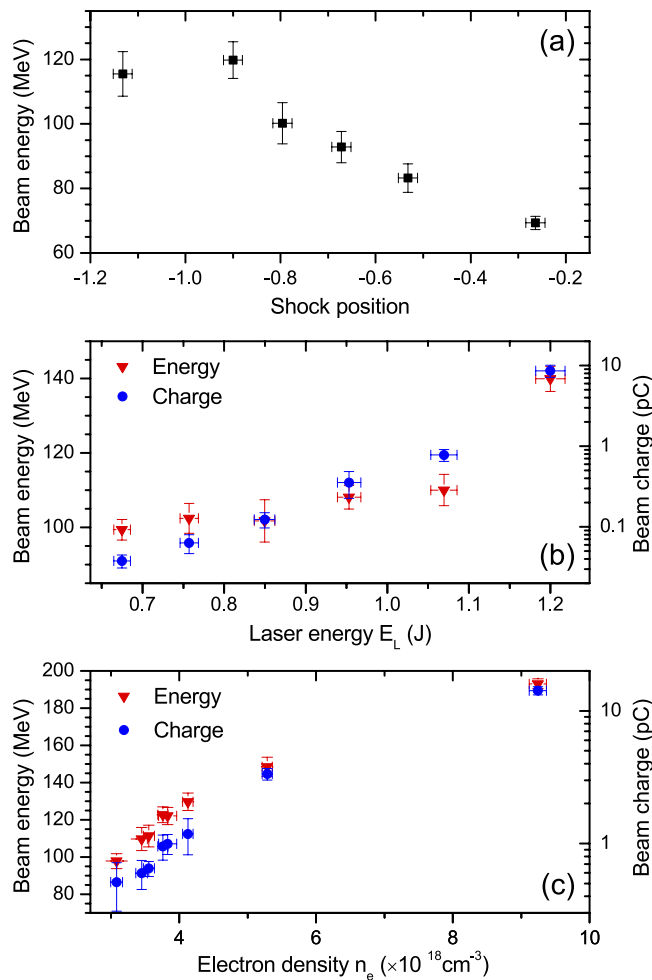 (a)
Beam energy (MeV)
120
100
80
60
-1.2 -1.0 -0.8 -0.6 -0.4 -0.2
Shock position
Energy
Charge
Beam energy (MeV)
140
120
100
10
1
0.1
Beam charge (pC)
(b)
0.7 0.8 0.9 1.0 1.1 1.2
Laser energy E_L (J)
Energy
Charge
Beam energy (MeV)
200
180
160
140
120
100
80
10
1
Beam charge (pC)
(c)
4 6 8 10
Electron density n_e (×10^18cm^-3)